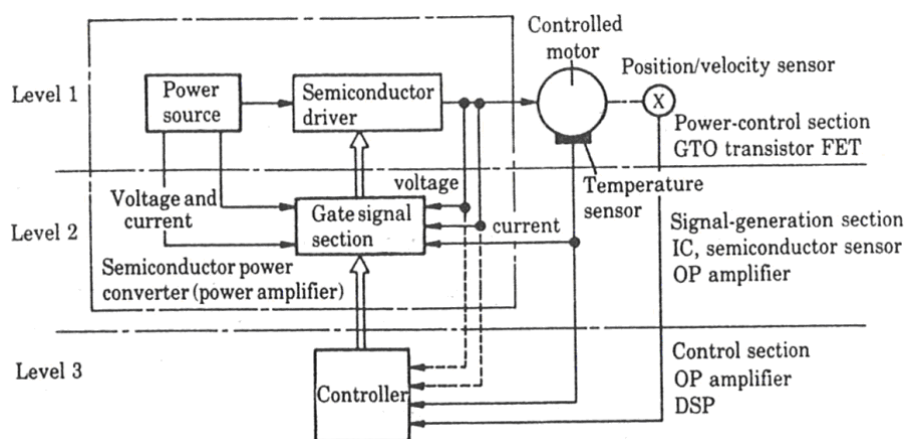 Controlled
motor
Position/velocity sensor
Level 1
Power
source
Semiconductor
driver
X
Power-control section
GTO transistor FET
voltage
Temperature
sensor
Voltage and
current
Gate signal
section
current
Level 2
Signal-generation section
IC, semiconductor sensor
OP amplifier
Semiconductor power
converter (power amplifier)
Level 3
Controller
Control section
OP amplifier
DSP